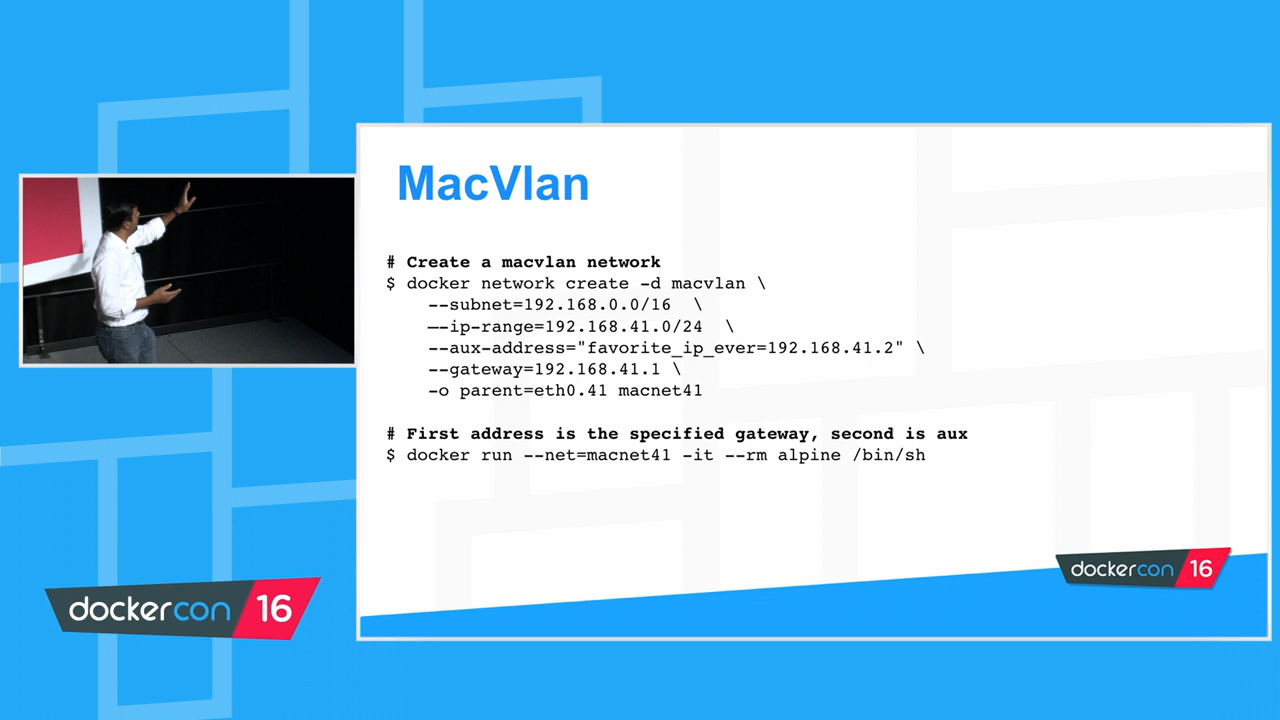 MacVlan
# Create a macvlan network
$ docker network create -d macvlan \
--subnet=192.168.0.0/16 \
—-ip-range=192.168.41.0/24 \
--aux-address="favorite_ip_ever=192.168.41.2" \
--gateway=192.168.41.1 \
-o parent=eth0.41 macnet41
# First address is the specified gateway, second is aux
$ docker run --net=macnet41 -it --rm alpine /bin/sh
dockercon 16
dockercon 16